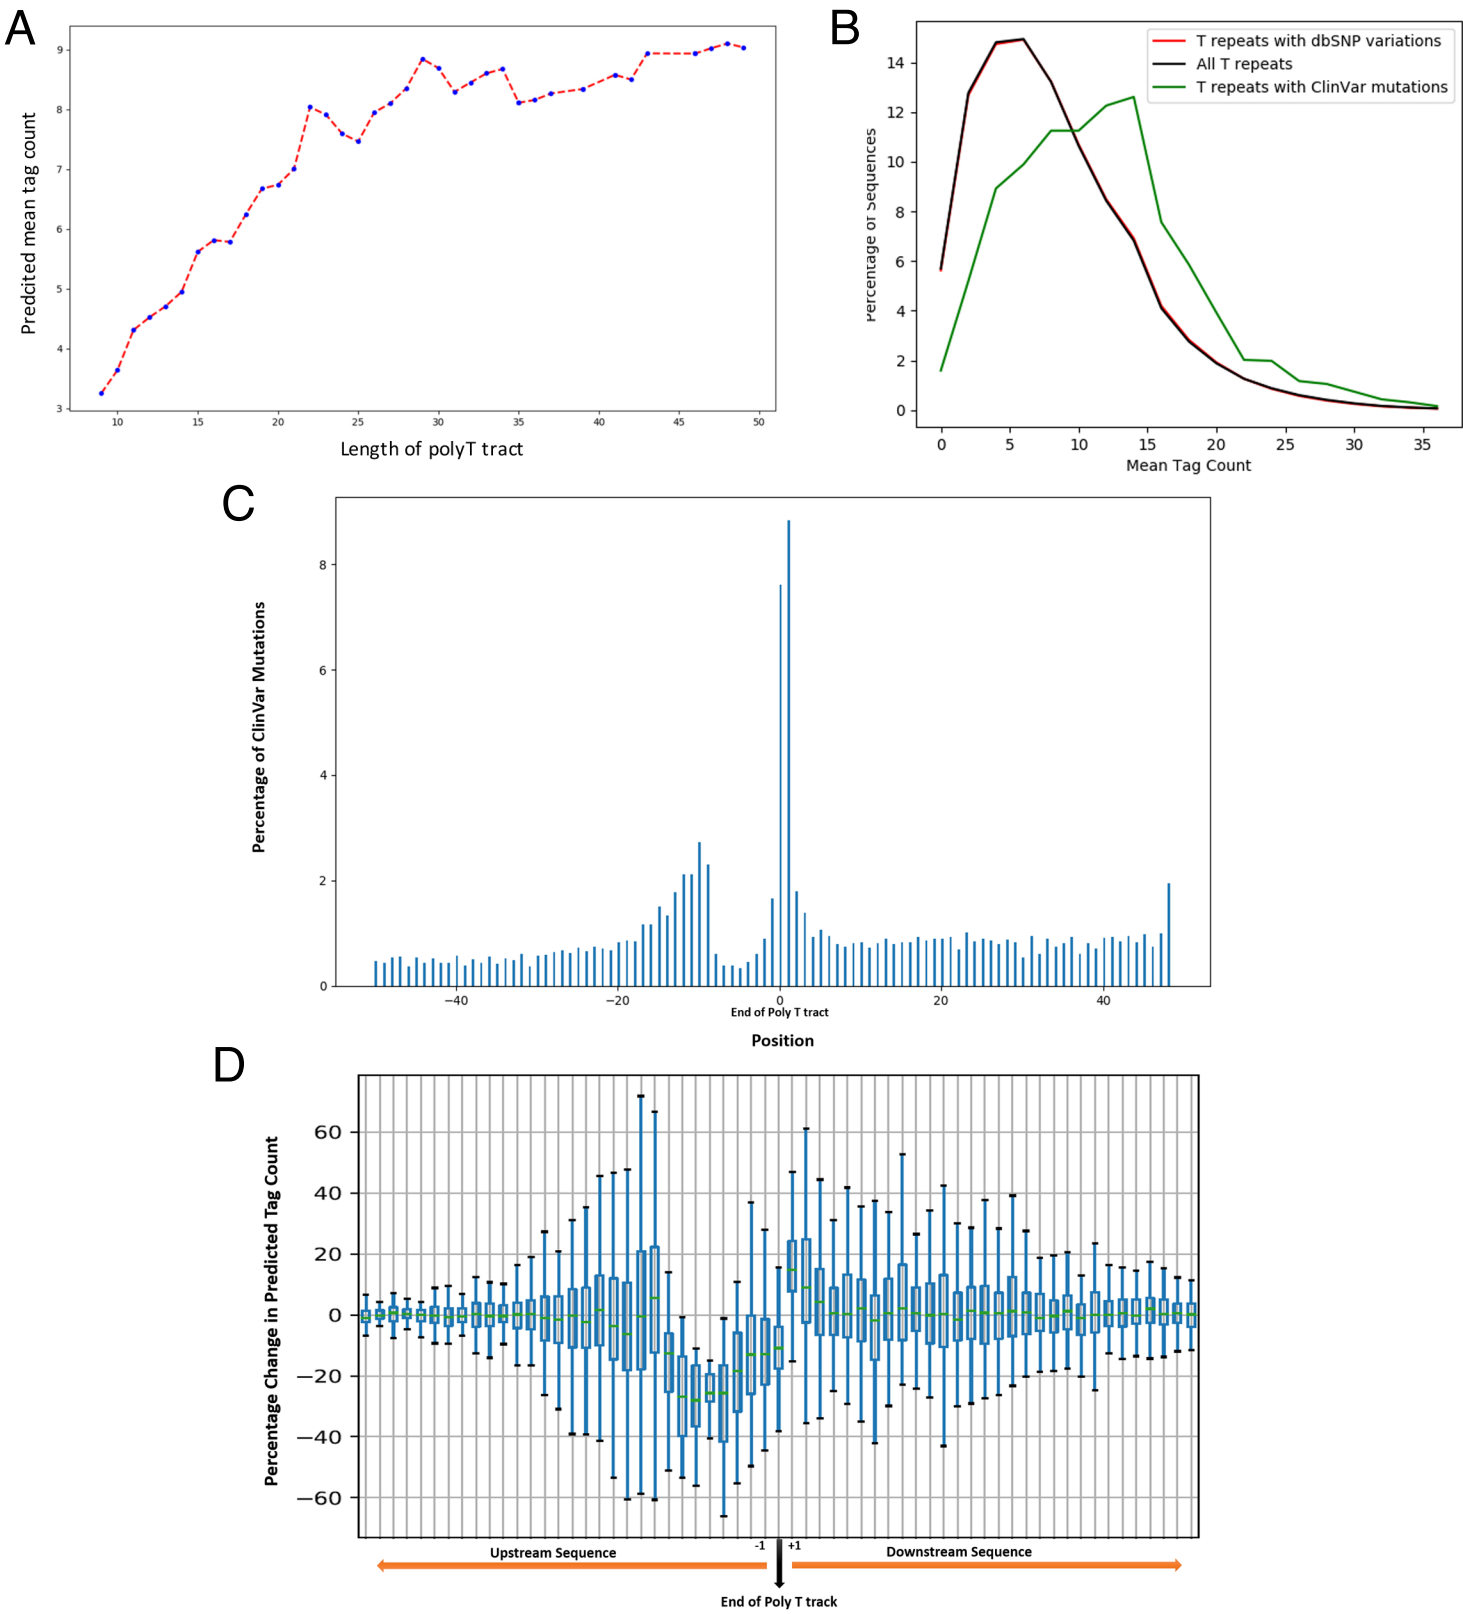 A
9
8
7
6
5
4
3
Predcited mean tag count
10 15 20 25 30 35 40 45 50
Length of polyT tract
B
T repeats with dbSNP variations
All T repeats
T repeats with ClinVar mutations
14
12
10
8
6
4
2
0
Percentage of Sequences
0 5 10 15 20 25 30 35
Mean Tag Count
C
8
6
4
2
0
Percentage of ClinVar Mutations
−40 −20 0 20 40
End of Poly T tract
Position
D
60
40
20
0
−20
−40
−60
Percentage Change in Predicted Tag Count
-1 +1
Upstream Sequence Downstream Sequence
End of Poly T track